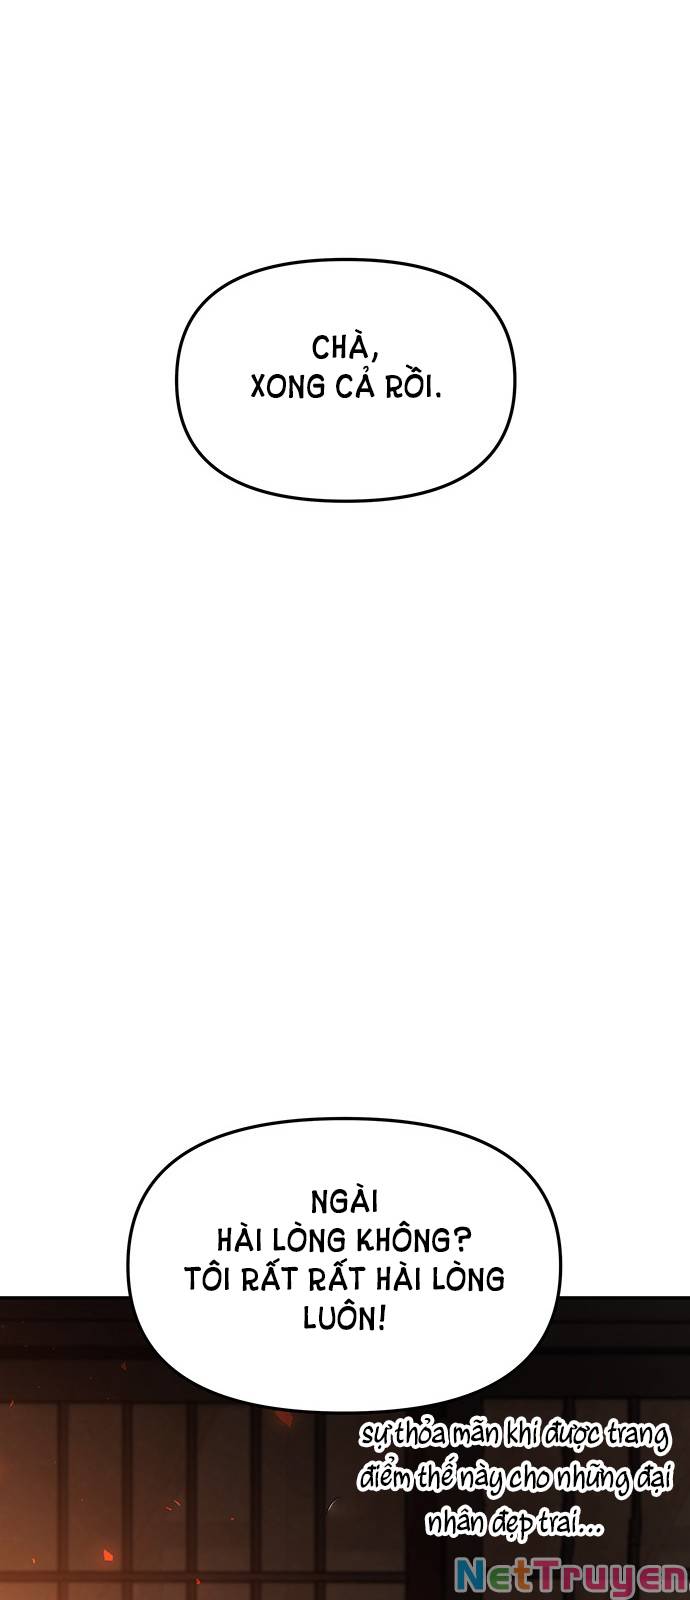 CHÀ,
XONG CẢ RỒI.
NGÀI
HÀI LÒNG KHÔNG?
TÔI RẤT RẤT HÀI LÒNG
LUÔN!
sự thỏa mãn khi được trang
điểm thế này cho những đại
nhân đẹp trai...
NetTruyen